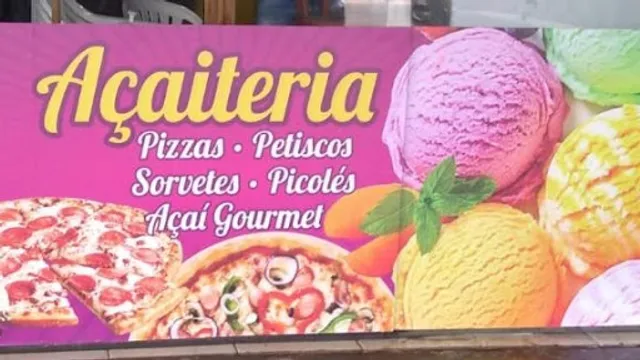 Açaiteria
Pizzas • Petiscos
Sorvetes • Picolés
Açaí Gourmet